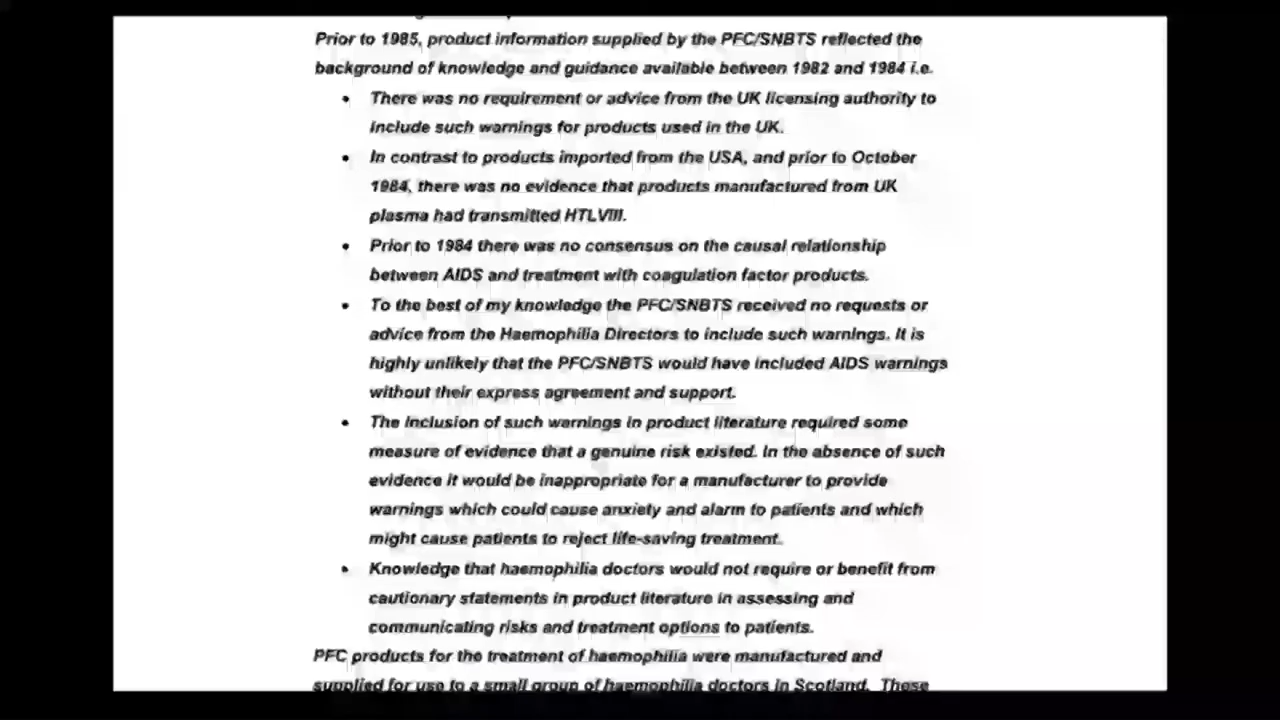 Prior to 1985, product information supplied by the PFC/SNBTS reflected the
background of knowledge and guidance available between 1982 and 1984 i.e.
• There was no requirement or advice from the UK licensing authority to
include such warnings for products used in the UK.
• In contrast to products imported from the USA, and prior to October
1984, there was no evidence that products manufactured from UK
plasma had transmitted HTLVIII.
• Prior to 1984 there was no consensus on the causal relationship
between AIDS and treatment with coagulation factor products.
• To the best of my knowledge the PFC/SNBTS received no requests or
advice from the Haemophilia Directors to include such warnings. It is
highly unlikely that the PFC/SNBTS would have included AIDS warnings
without their express agreement and support.
• The inclusion of such warnings in product literature required some
measure of evidence that a genuine risk existed. In the absence of such
evidence it would be inappropriate for a manufacturer to provide
warnings which could cause anxiety and alarm to patients and which
might cause patients to reject life-saving treatment.
• Knowledge that haemophilia doctors would not require or benefit from
cautionary statements in product literature in assessing and
communicating risks and treatment options to patients.
PFC products for the treatment of haemophilia were manufactured and
supplied for use to a small group of haemophilia doctors in Scotland. These